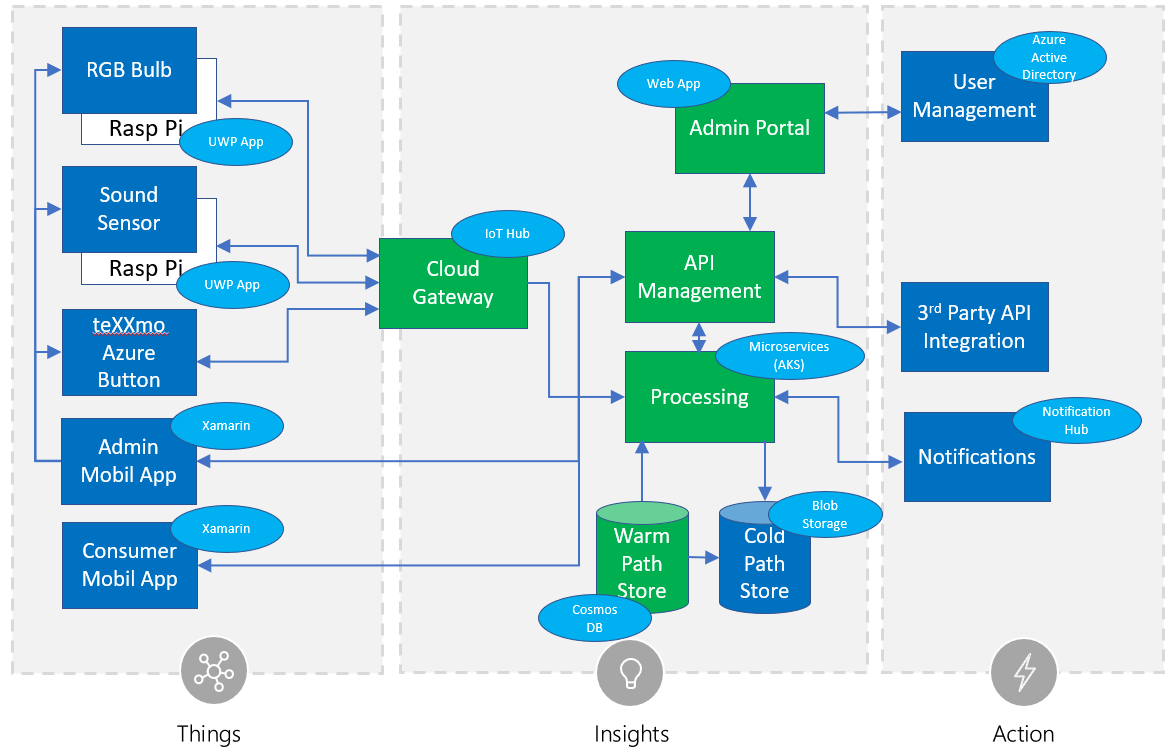 RGB Bulb
Rasp Pi
UWP App
Sound
Sensor
Rasp Pi
UWP App
teXXmo
Azure
Button
Xamarin
Admin
Mobil App
Xamarin
Consumer
Mobil App
Things
IoT Hub
Cloud
Gateway
Web App
Admin Portal
API
Management
Microservices
(AKS)
Processing
Warm
Path
Store
Cosmos
DB
Blob
Storage
Cold
Path
Store
Insights
Azure
Active
Directory
User
Management
3rd Party API
Integration
Notification
Hub
Notifications
Action